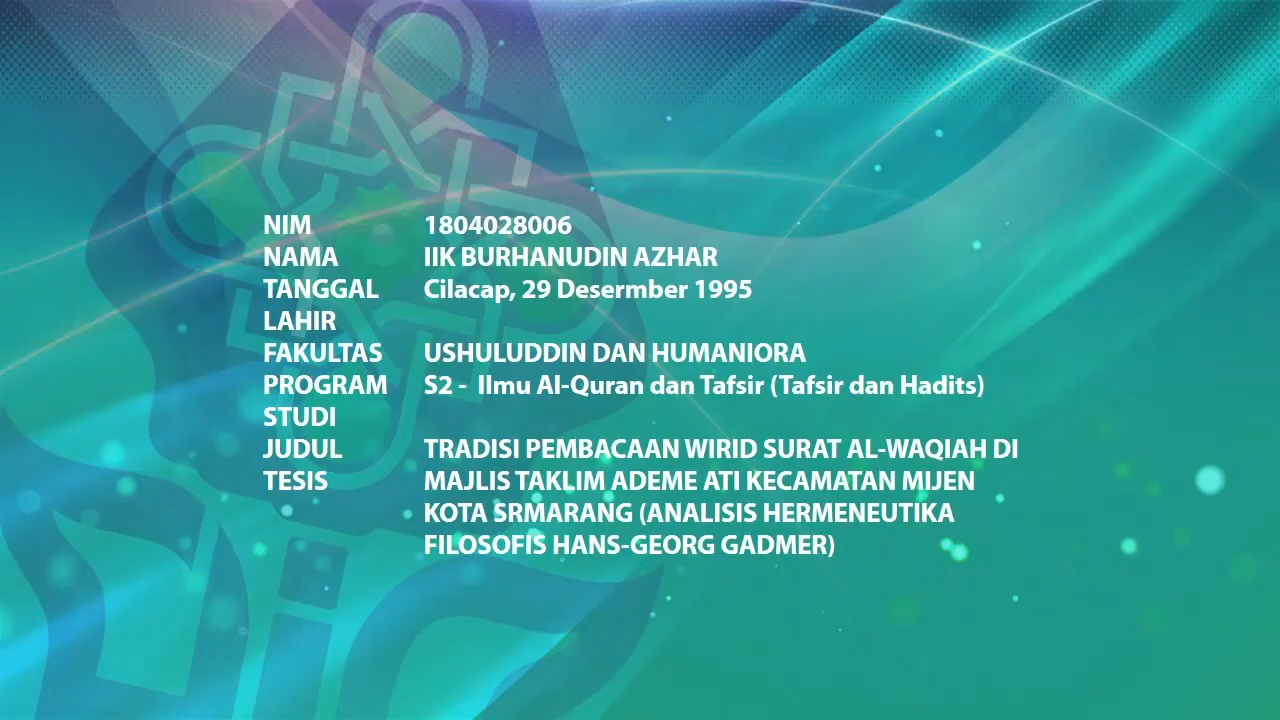 NIM 1804028006
NAMA IIK BURHANUDIN AZHAR
TANGGAL Cilacap, 29 Desermber 1995
LAHIR
FAKULTAS USHULUDDIN DAN HUMANIORA
PROGRAM S2 - Ilmu Al-Quran dan Tafsir (Tafsir dan Hadits)
STUDI
JUDUL TRADISI PEMBACAAN WIRID SURAT AL-WAQIAH DI
TESIS MAJLIS TAKLIM ADEME ATI KECAMATAN MIJEN
KOTA SRMARANG (ANALISIS HERMENEUTIKA
FILOSOFIS HANS-GEORG GADMER)